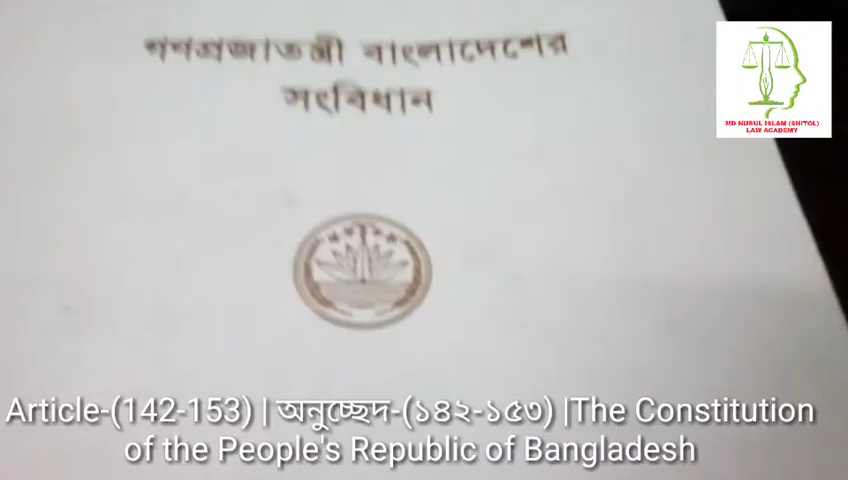 গণপ্রজাতন্ত্রী বাংলাদেশের
সংবিধান
MD NURUL ISLAM (SHITOL)
LAW ACADEMY
Article-(142-153) | অনুচ্ছেদ-(১৪২-১৫৩) |The Constitution
of the People's Republic of Bangladesh